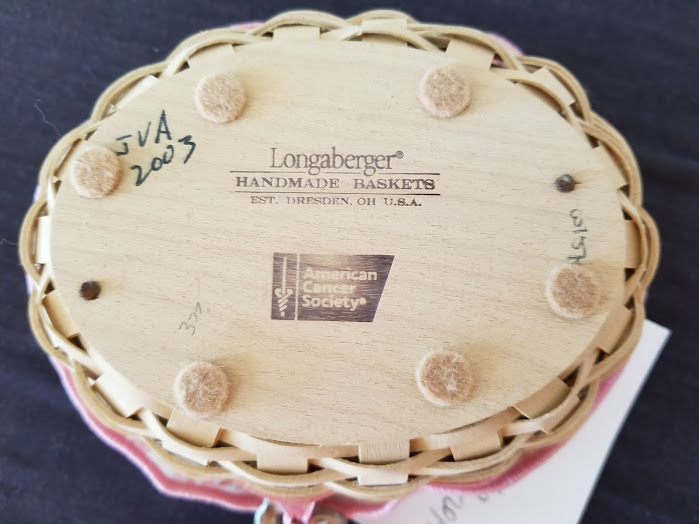 JVA
2003
Longaberger®
HANDMADE BASKETS
EST. DRESDEN, OH U.S.A.
American
Cancer
Society®